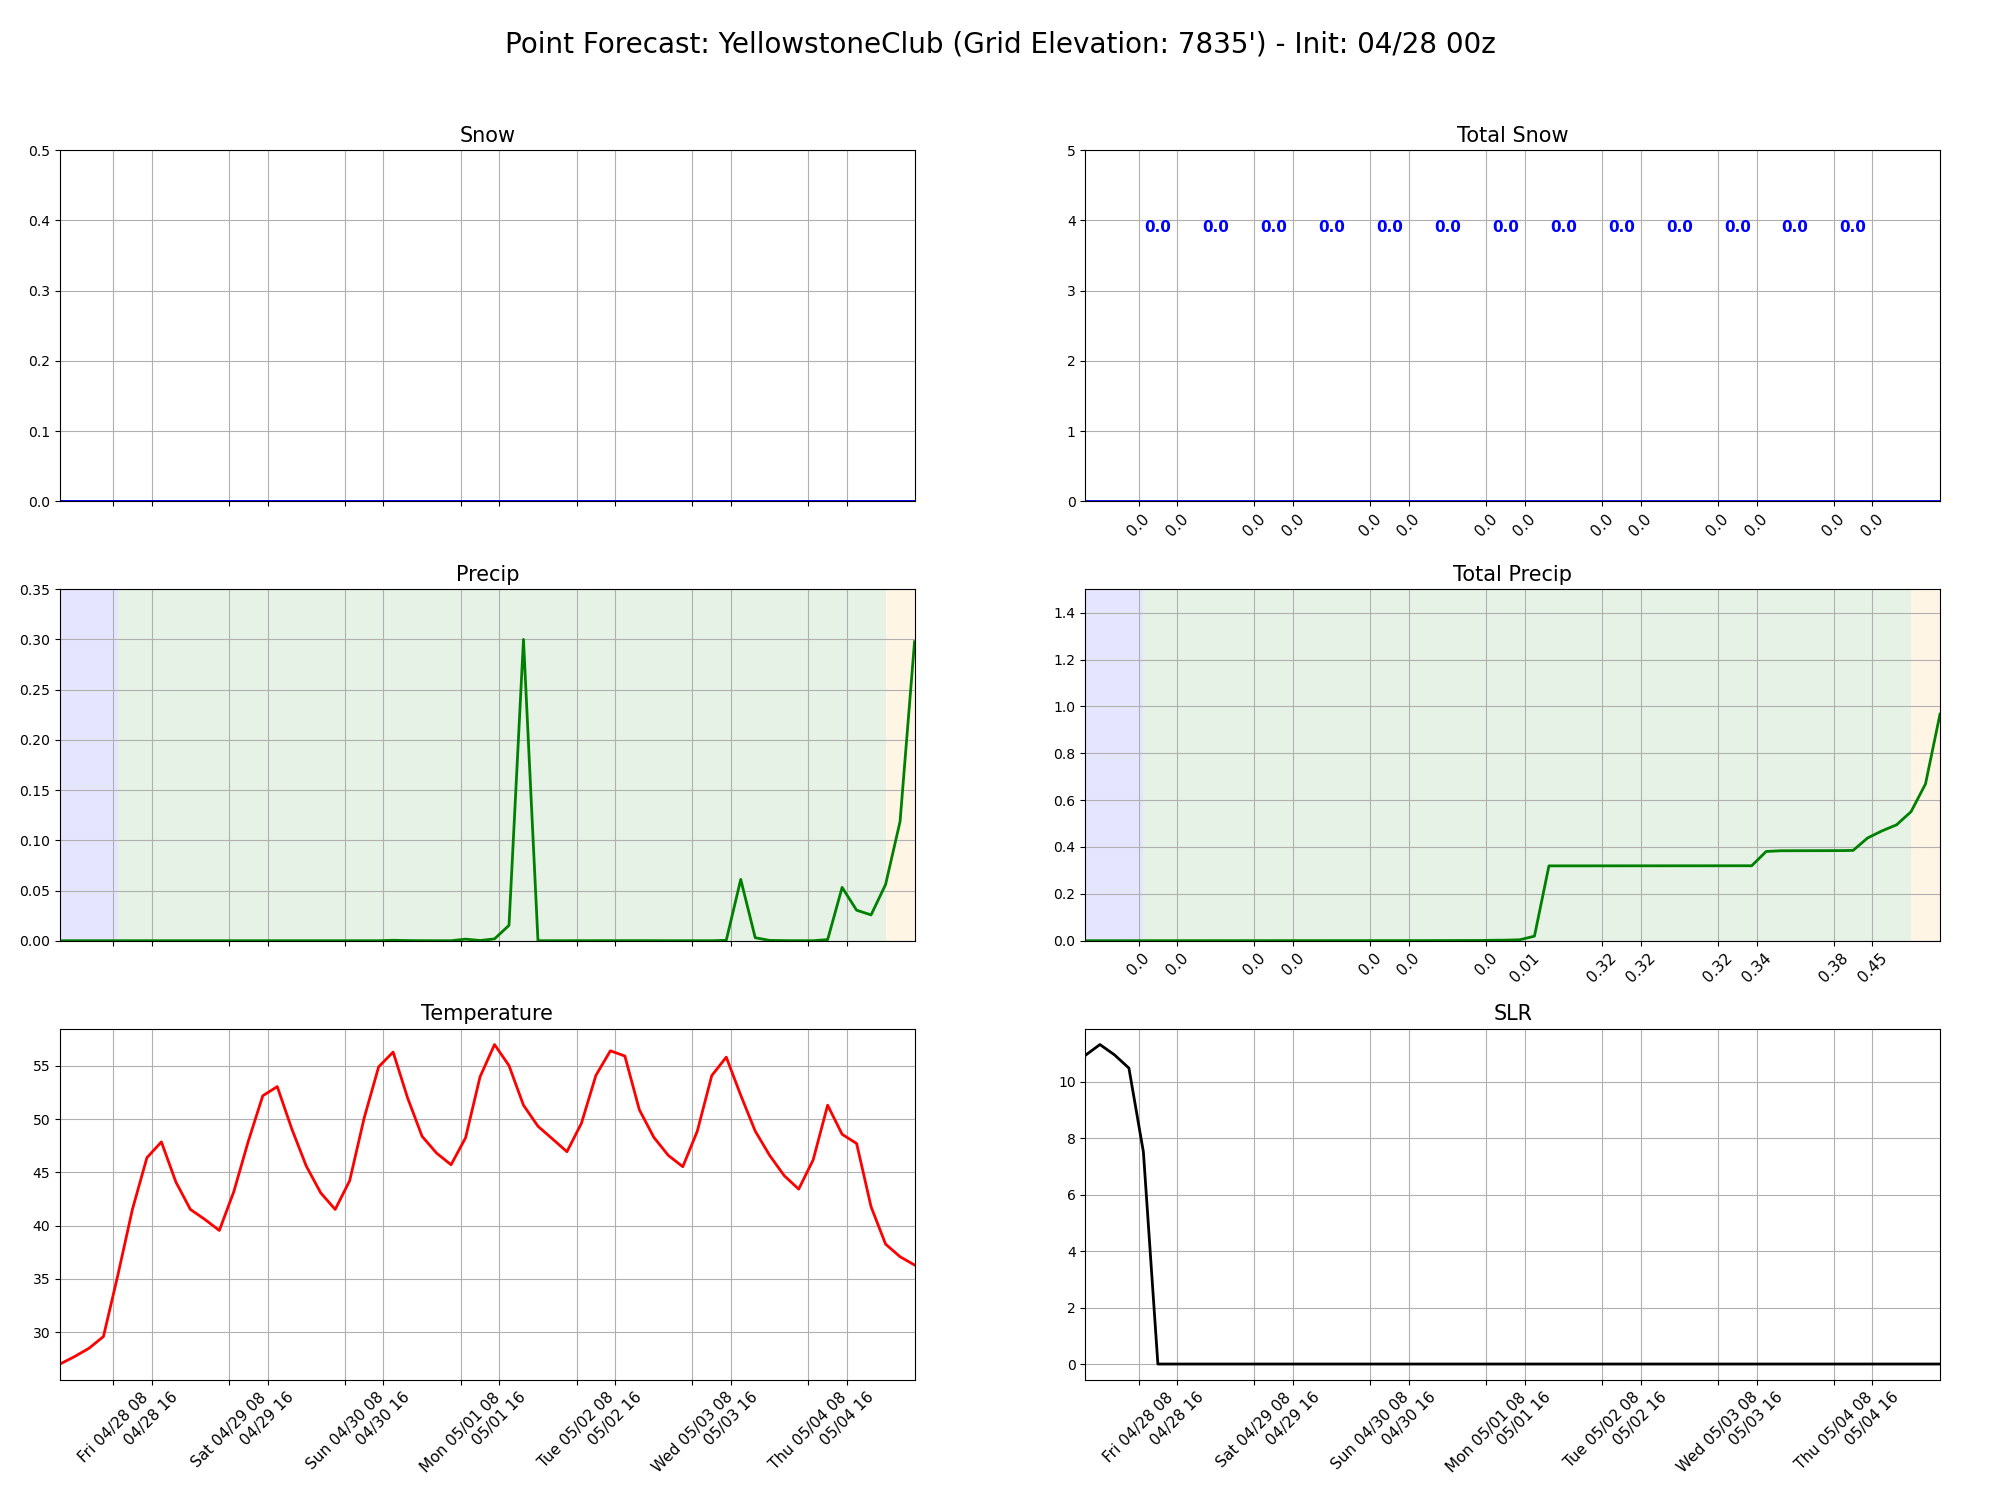 Point Forecast: YellowstoneClub (Grid Elevation: 7835') - Init: 04/28 00z
Snow
0.5
0.4
0.3
0.2
0.1
0.0
Total Snow
5
4
3
2
1
0
0.0 0.0 0.0 0.0 0.0 0.0 0.0 0.0 0.0 0.0 0.0 0.0 0.0
0.0 0.0 0.0 0.0 0.0 0.0 0.0 0.0 0.0 0.0 0.0 0.0 0.0 0.0
Precip
0.35
0.30
0.25
0.20
0.15
0.10
0.05
0.00
Total Precip
1.4
1.2
1.0
0.8
0.6
0.4
0.2
0.0
0.0 0.0 0.0 0.0 0.0 0.0 0.0 0.01 0.32 0.32 0.32 0.34 0.38 0.45
Temperature
55
50
45
40
35
30
Fri 04/28 08
04/28 16
Sat 04/29 08
04/29 16
Sun 04/30 08
04/30 16
Mon 05/01 08
05/01 16
Tue 05/02 08
05/02 16
Wed 05/03 08
05/03 16
Thu 05/04 08
05/04 16
SLR
10
8
6
4
2
0
Fri 04/28 08
04/28 16
Sat 04/29 08
04/29 16
Sun 04/30 08
04/30 16
Mon 05/01 08
05/01 16
Tue 05/02 08
05/02 16
Wed 05/03 08
05/03 16
Thu 05/04 08
05/04 16